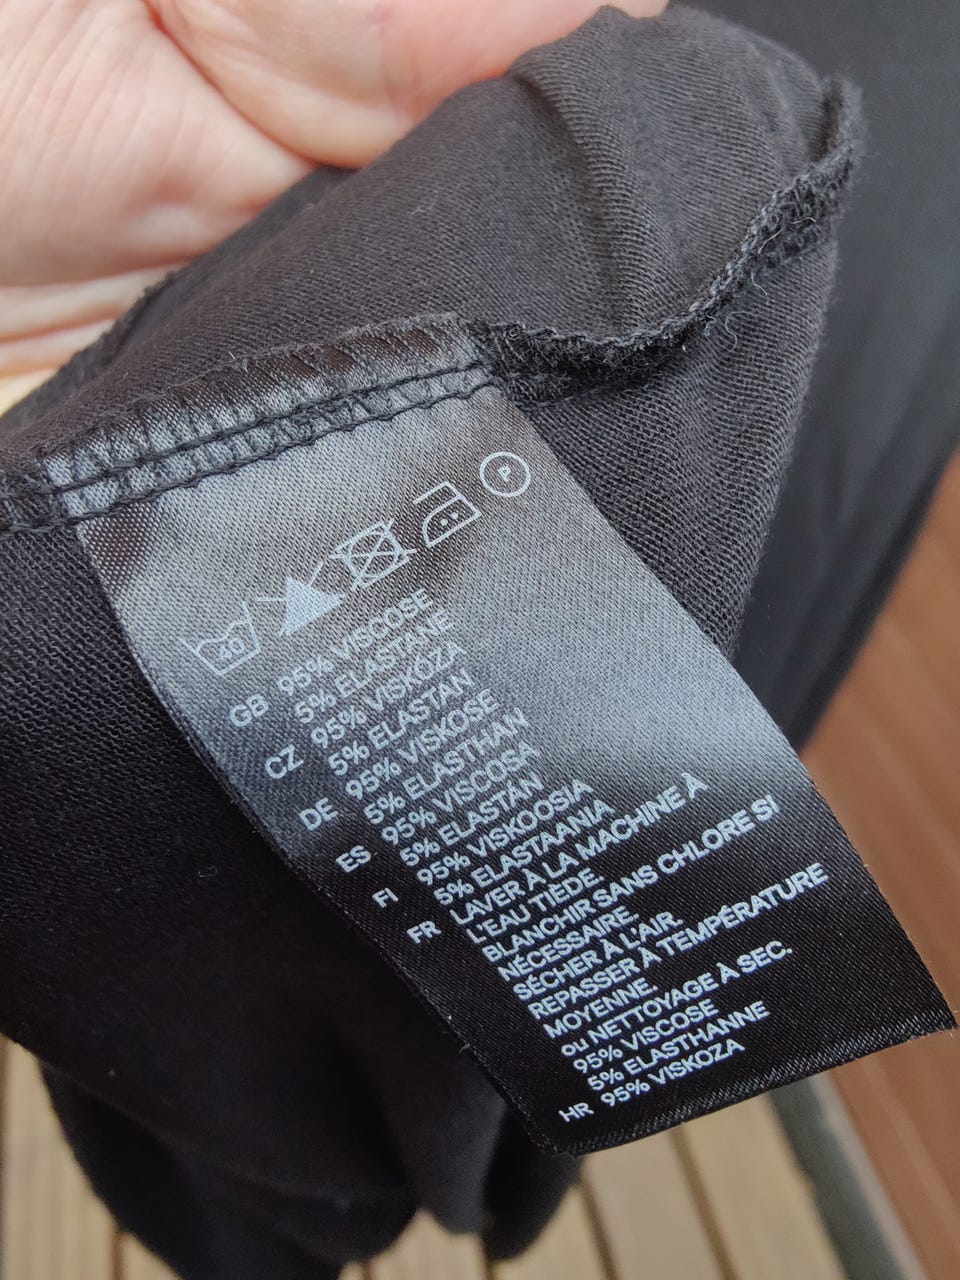 P
40
GB 95% VISCOSE
5% ELASTANE
CZ 95% VISKÓZA
5% ELASTAN
DE 95% VISKOSE
5% ELASTHAN
ES 95% VISCOSA
5% ELASTÁN
FI 95% VISKOOSIA
5% ELASTAANIA
FR LAVER À LA MACHINE À
L'EAU TIÈDE.
BLANCHIR SANS CHLORE SI
NÉCESSAIRE.
SÉCHER À L'AIR
REPASSER À TEMPÉRATURE
MOYENNE.
ou NETTOYAGE À SEC.
95% VISCOSE
5% ELASTHANNE
HR 95% VISKOZA